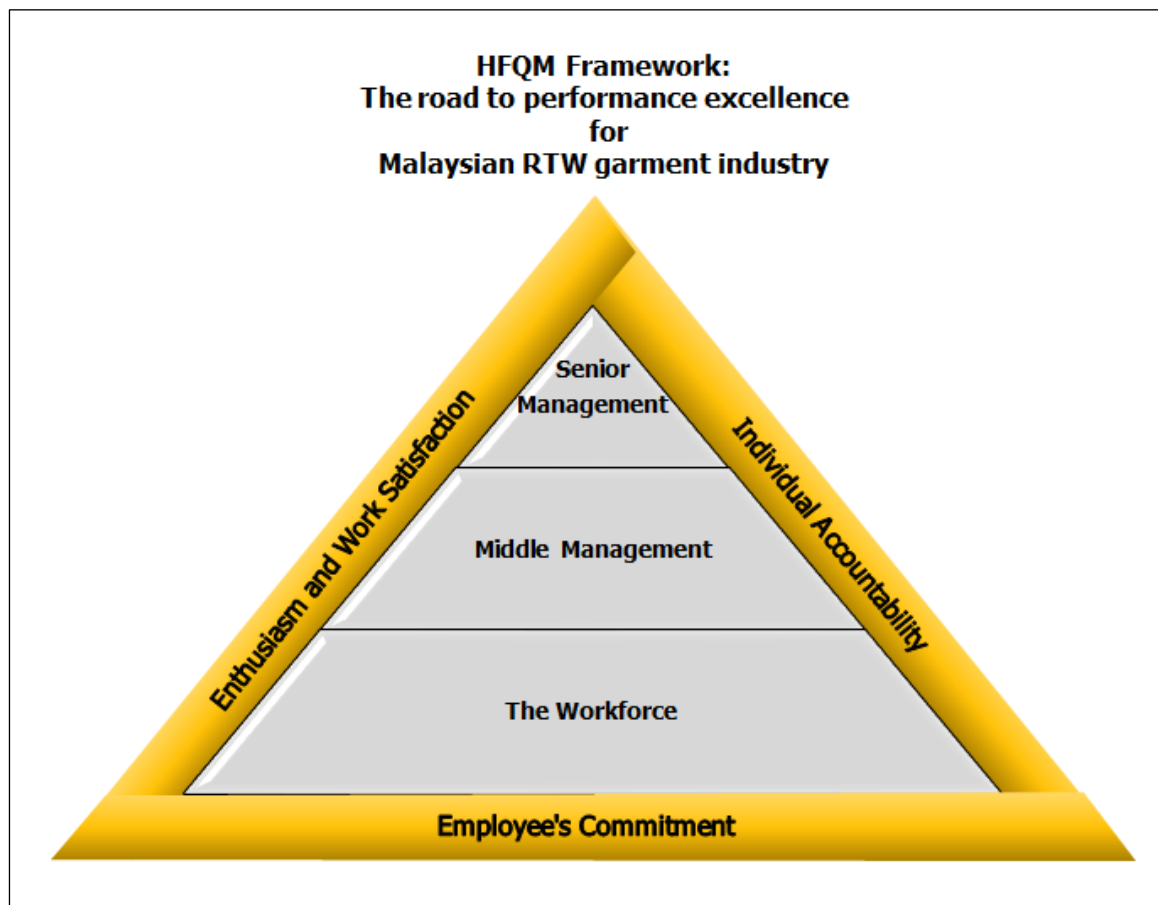 HFQM Framework:
The road to performance excellence
for
Malaysian RTW garment industry
Senior
Management
Enthusiasm and Work Satisfaction
Individual Accountability
Middle Management
The Workforce
Employee's Commitment